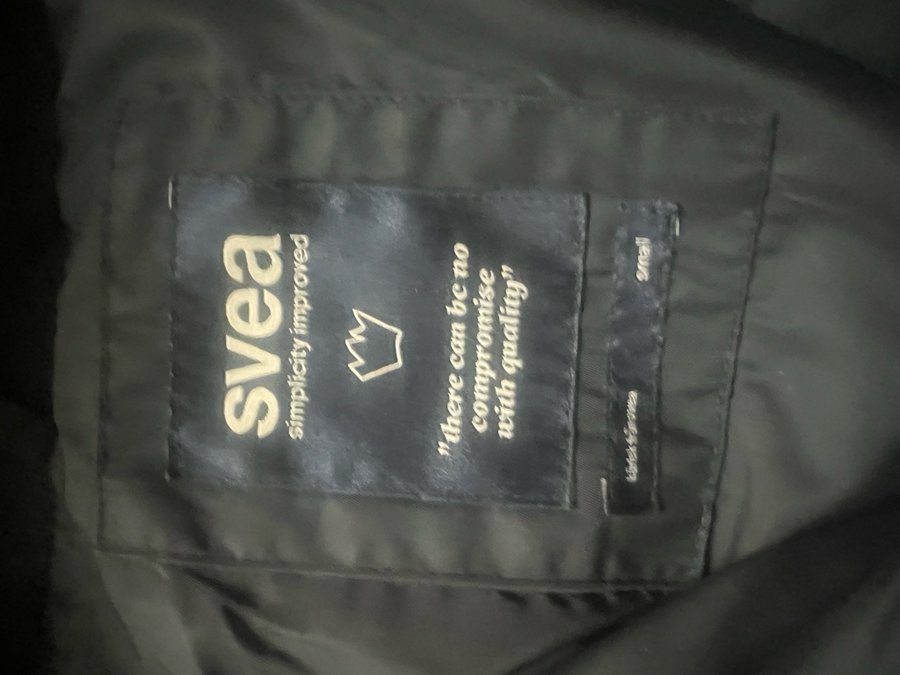 svea
simplicity improved
"there can be no
compromise
with quality"
small